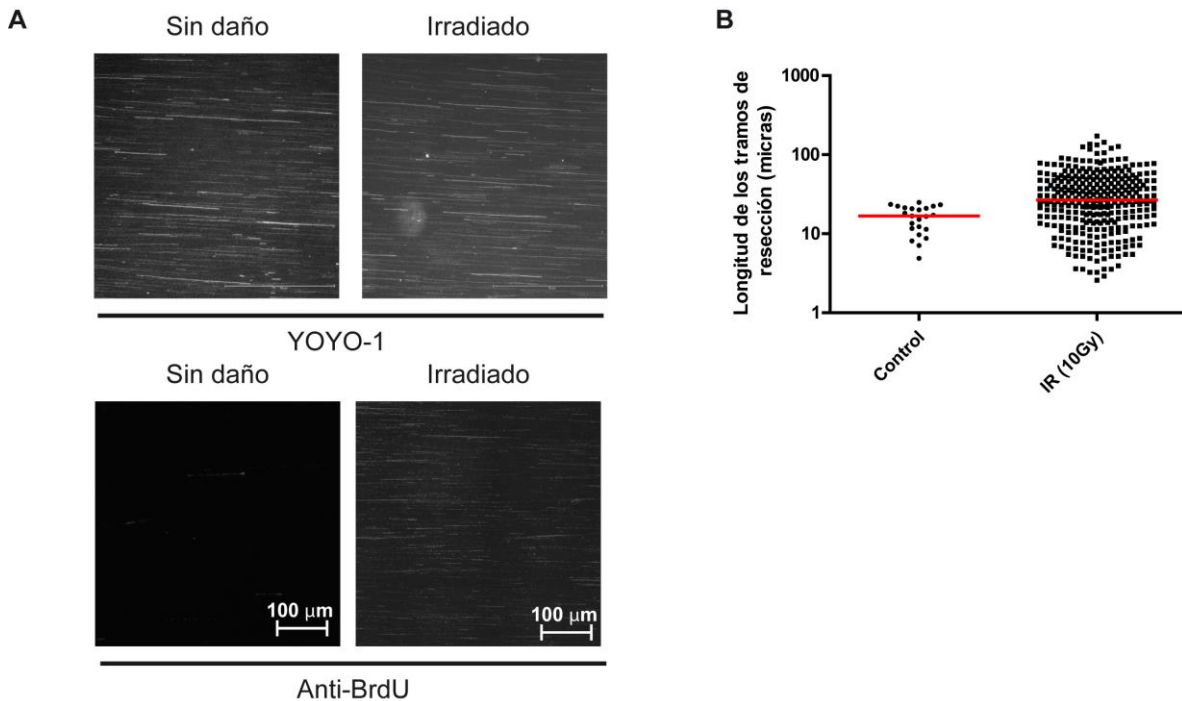 A
Sin daño
Irradiado
YOYO-1
Sin daño
Irradiado
100 µm
100 µm
Anti-BrdU
B
Longitud de los tramos de
resección (micras)
1000
100
10
1
Control
IR (10Gy)